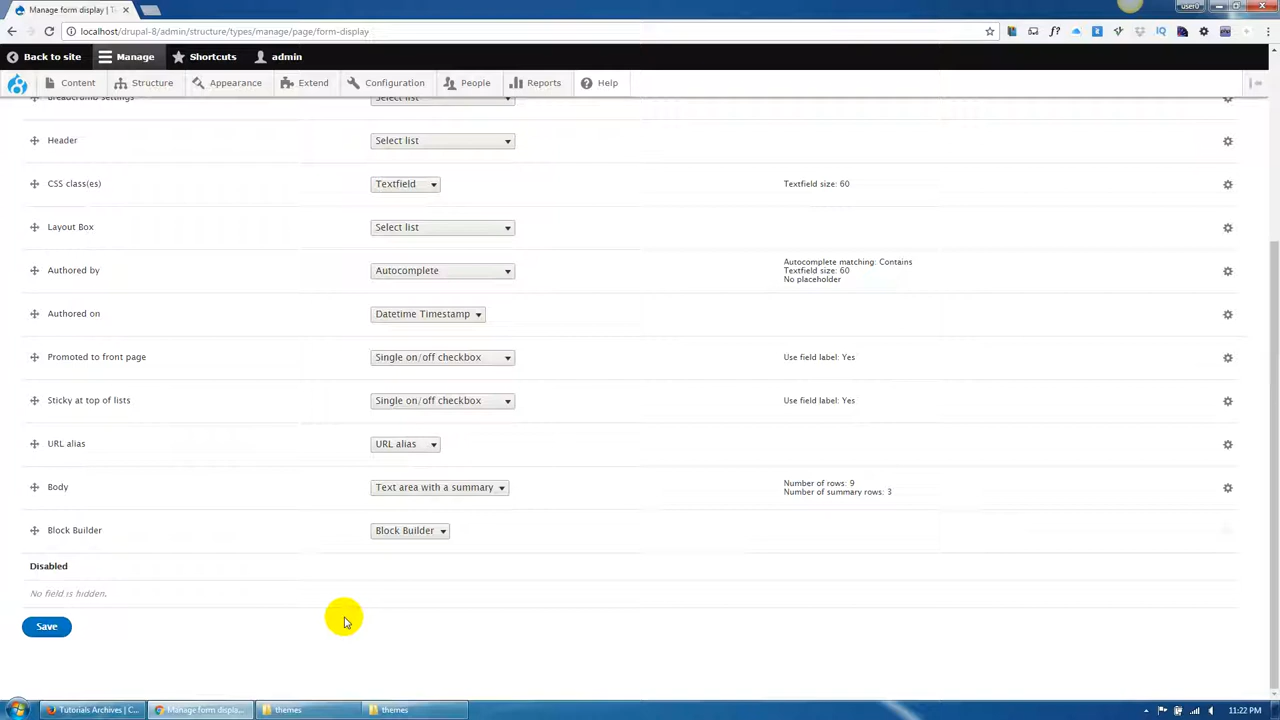 Manage form display | T
user0
localhost/drupal-8/admin/structure/types/manage/page/form-display
Back to site
Manage
Shortcuts
admin
Content
Structure
Appearance
Extend
Configuration
People
Reports
Help
Breadcrumb settings
Select list
Header
Select list
CSS class(es)
Textfield
Textfield size: 60
Layout Box
Select list
Authored by
Autocomplete
Autocomplete matching: Contains
Textfield size: 60
No placeholder
Authored on
Datetime Timestamp
Promoted to front page
Single on/off checkbox
Use field label: Yes
Sticky at top of lists
Single on/off checkbox
Use field label: Yes
URL alias
URL alias
Body
Text area with a summary
Number of rows: 9
Number of summary rows: 3
Block Builder
Block Builder
Disabled
No field is hidden.
Save
Tutorials Archives | C...
Manage form displa...
themes
themes
11:22 PM